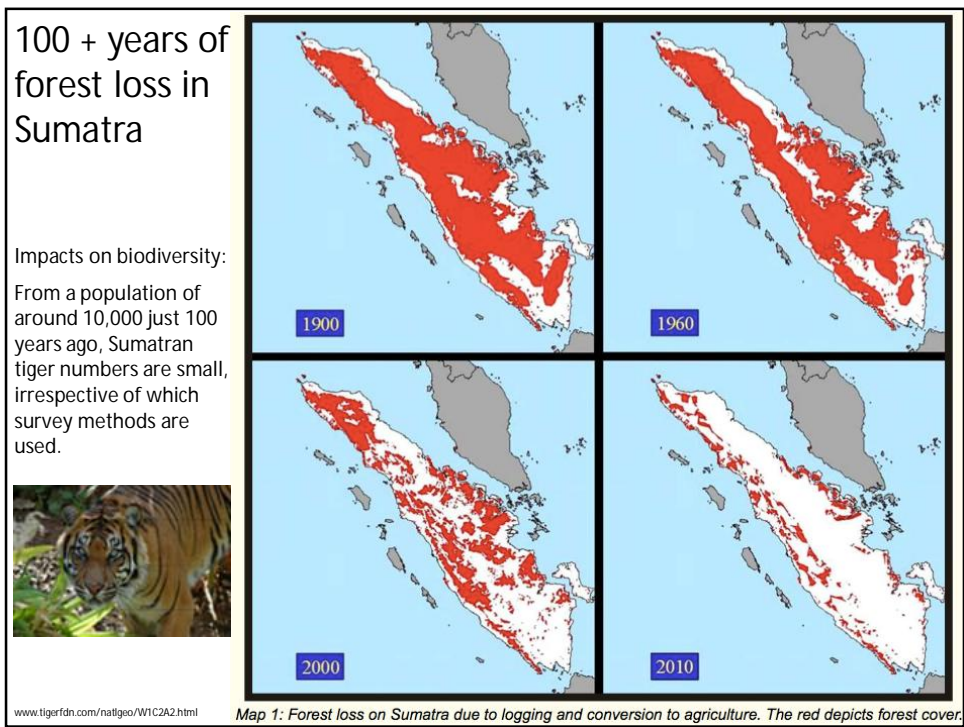 100 + years of
forest loss in
Sumatra
Impacts on biodiversity:
From a population of
around 10,000 just 100
years ago, Sumatran
tiger numbers are small,
irrespective of which
survey methods are
used.
www.tigerfdn.com/natlgeo/W1C2A2.html
1900
1960
2000
2010
Map 1: Forest loss on Sumatra due to logging and conversion to agriculture. The red depicts forest cover.